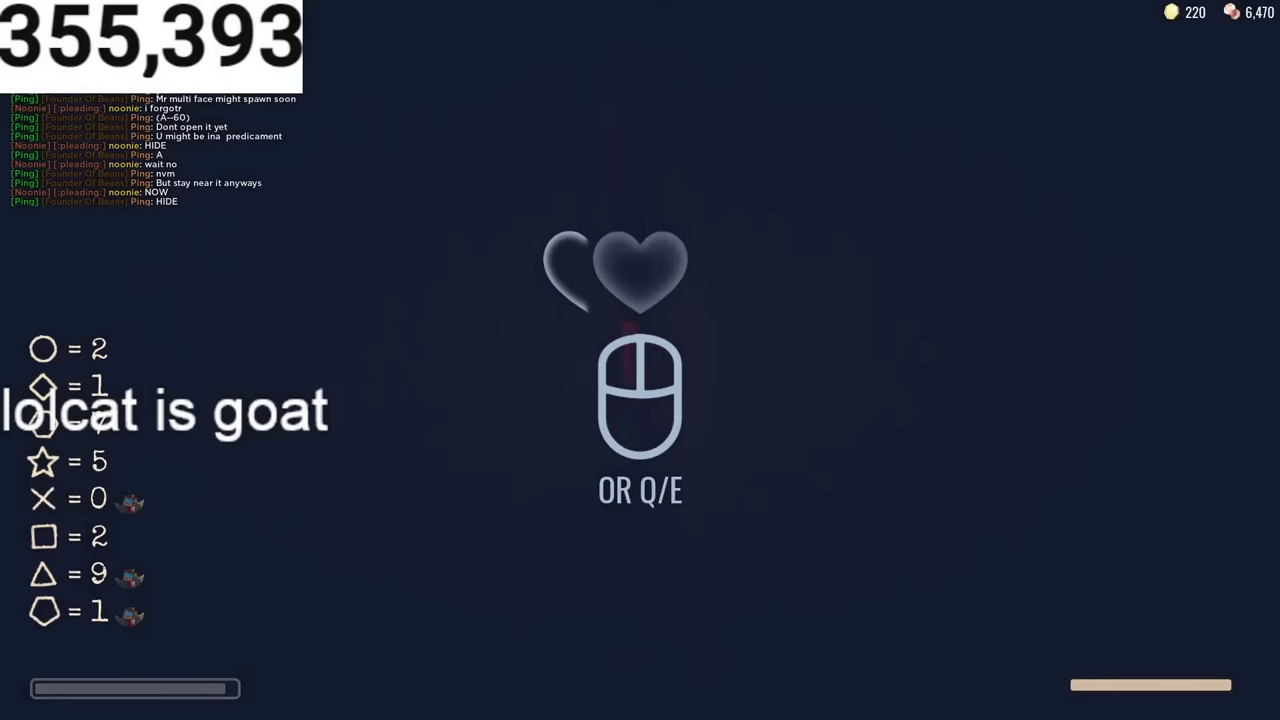 355,393
220 6,470
[Ping] [Founder Of Beans] Ping: Mr multi face might spawn soon
[Noonie] [:pleading:] noonie: i forgotr
[Ping] [Founder Of Beans] Ping: (A--60)
[Ping] [Founder Of Beans] Ping: Dont open it yet
[Ping] [Founder Of Beans] Ping: U might be ina predicament
[Noonie] [:pleading:] noonie: HIDE
[Ping] [Founder Of Beans] Ping: A
[Noonie] [:pleading:] noonie: wait no
[Ping] [Founder Of Beans] Ping: nvm
[Ping] [Founder Of Beans] Ping: But stay near it anyways
[Noonie] [:pleading:] noonie: NOW
[Ping] [Founder Of Beans] Ping: HIDE
= 2
= 1
lolcat is goat
= 5
= 0
= 2
= 9
= 1
OR Q/E